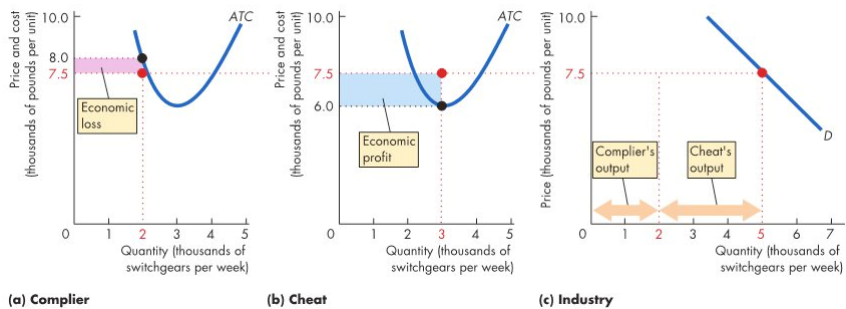 Price and cost
(thousands of pounds per unit)
10.0
8.0
7.5
ATC
Economic
loss
0
1
2
3
4
5
Quantity (thousands of
switchgears per week)
(a) Complier
Price and cost
(thousands of pounds per unit)
10.0
7.5
6.0
ATC
Economic
profit
0
1
2
3
4
5
Quantity (thousands of
switchgears per week)
(b) Cheat
Price (thousands of pounds per unit)
10.0
7.5
D
Complier's
output
Cheat's
output
0
1
2
3
4
5
6
7
Quantity (thousands of
switchgears per week)
(c) Industry